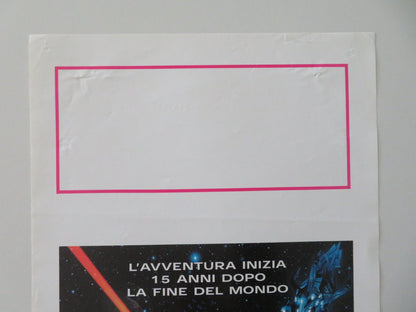 L'AVVENTURA INIZIA
15 ANNI DOPO
LA FINE DEL MONDO